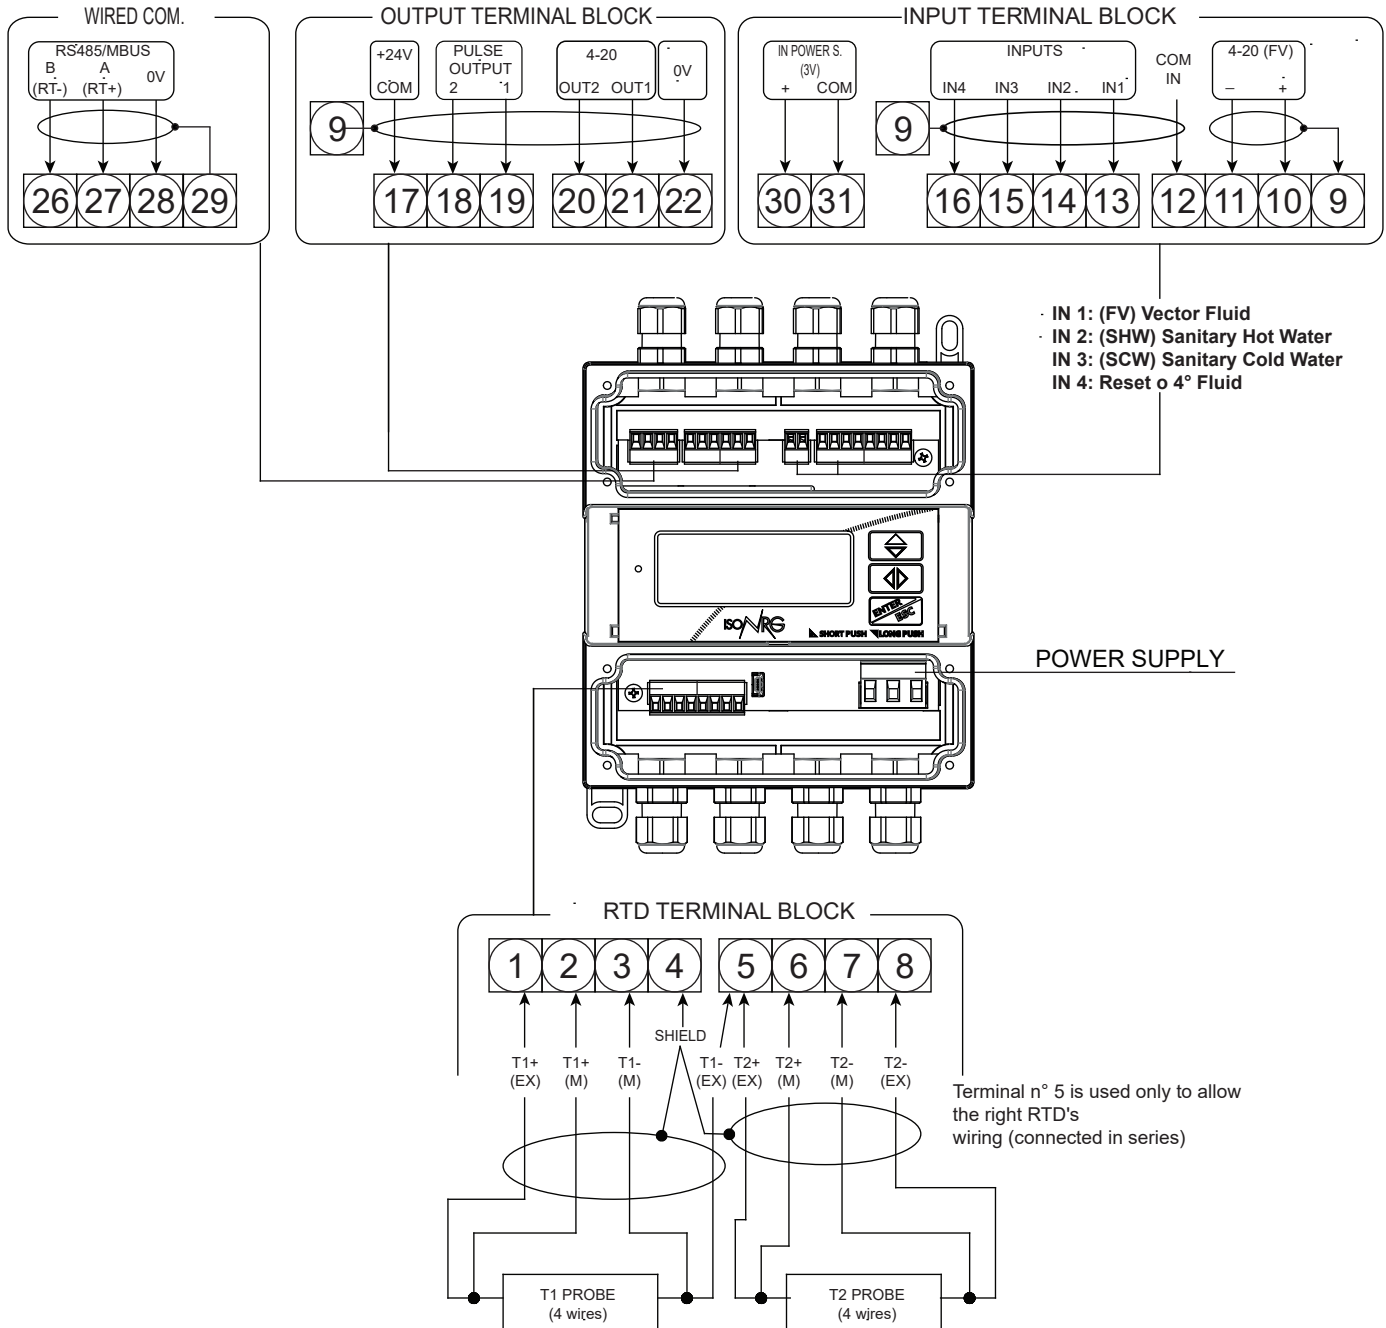 WIRED COM.
RS485/MBUS
B
A
0V
(RT-)
(RT+)
26
27
28
29
OUTPUT TERMINAL BLOCK
+24V
COM
PULSE
OUTPUT
2
1
4-20
OUT2
OUT1
0V
9
17
18
19
20
21
22
INPUT TERMINAL BLOCK
IN POWER S.
(3V)
+
COM
INPUTS
IN4
IN3
IN2
IN1
COM
IN
4-20 (FV)
–
+
9
30
31
16
15
14
13
12
11
10
9
IN 1: (FV) Vector Fluid
IN 2: (SHW) Sanitary Hot Water
IN 3: (SCW) Sanitary Cold Water
IN 4: Reset o 4° Fluid
ENTER
ESC
ISONRG
SHORT PUSH
LONG PUSH
POWER SUPPLY
RTD TERMINAL BLOCK
1
2
3
4
5
6
7
8
SHIELD
T1+
(EX)
T1+
(M)
T1-
(M)
T1-
(EX)
T2+
(EX)
T2+
(M)
T2-
(M)
T2-
(EX)
Terminal n° 5 is used only to allow
the right RTD's
wiring (connected in series)
T1 PROBE
(4 wires)
T2 PROBE
(4 wires)